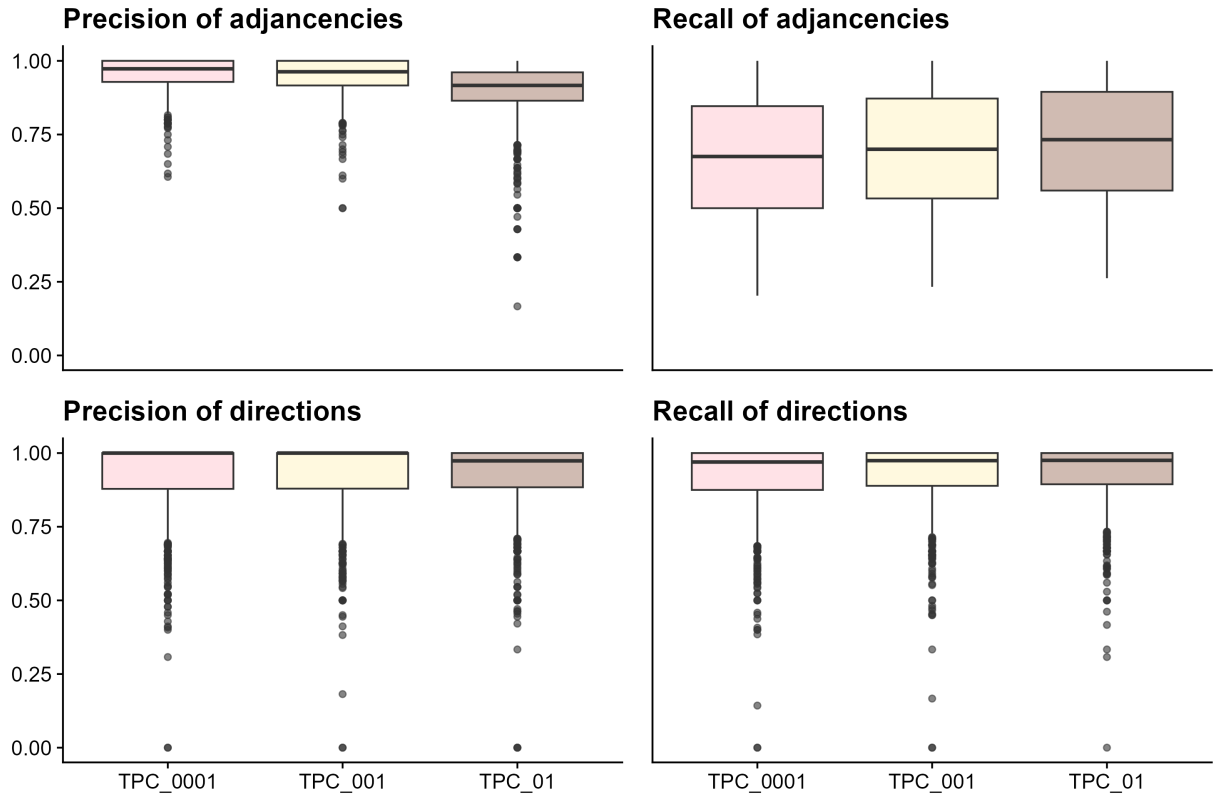 Precision of adjancencies
Recall of adjancencies
1.00
0.75
0.50
0.25
0.00
Precision of directions
Recall of directions
1.00
0.75
0.50
0.25
0.00
TPC_0001 TPC_001 TPC_01
TPC_0001 TPC_001 TPC_01